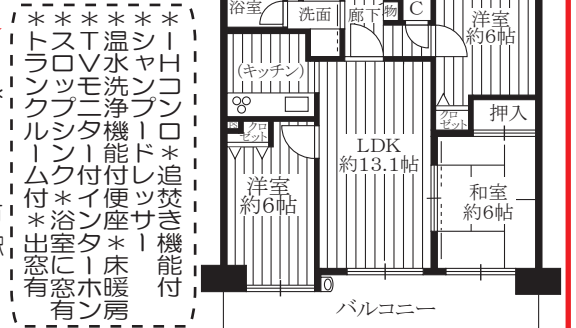 ＊IHコンロ＊追焚き機能付
＊シャンプードレッサー
＊温水洗浄機能付便座＊床暖房
＊TVモニタ付インターホン
＊スロップシンク＊浴室に窓有
＊トランクルーム付＊出窓有
浴室
洗面
廊下
物
C
洋室
約6帖
(キッチン)
クロゼット
押入
クロゼット
LDK
約13.1帖
洋室
約6帖
和室
約6帖
バルコニー